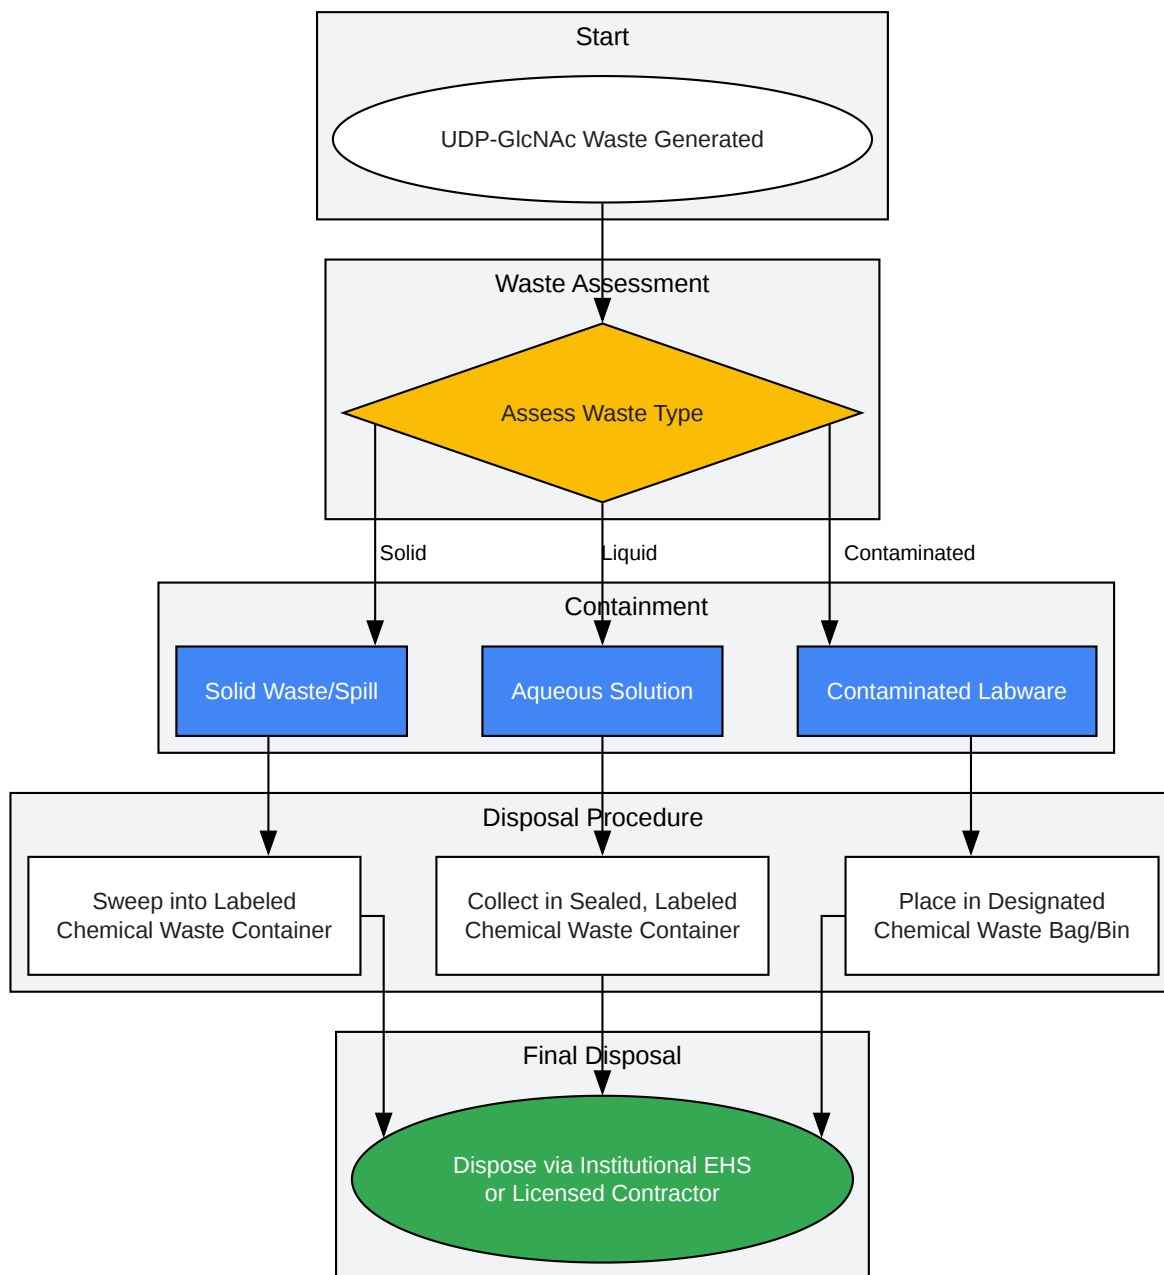 Start
UDP-GlcNAc Waste Generated
Waste Assessment
Assess Waste Type
Solid
Liquid
Contaminated
Containment
Solid Waste/Spill
Aqueous Solution
Contaminated Labware
Disposal Procedure
Sweep into Labeled
Chemical Waste Container
Collect in Sealed, Labeled
Chemical Waste Container
Place in Designated
Chemical Waste Bag/Bin
Final Disposal
Dispose via Institutional EHS
or Licensed Contractor